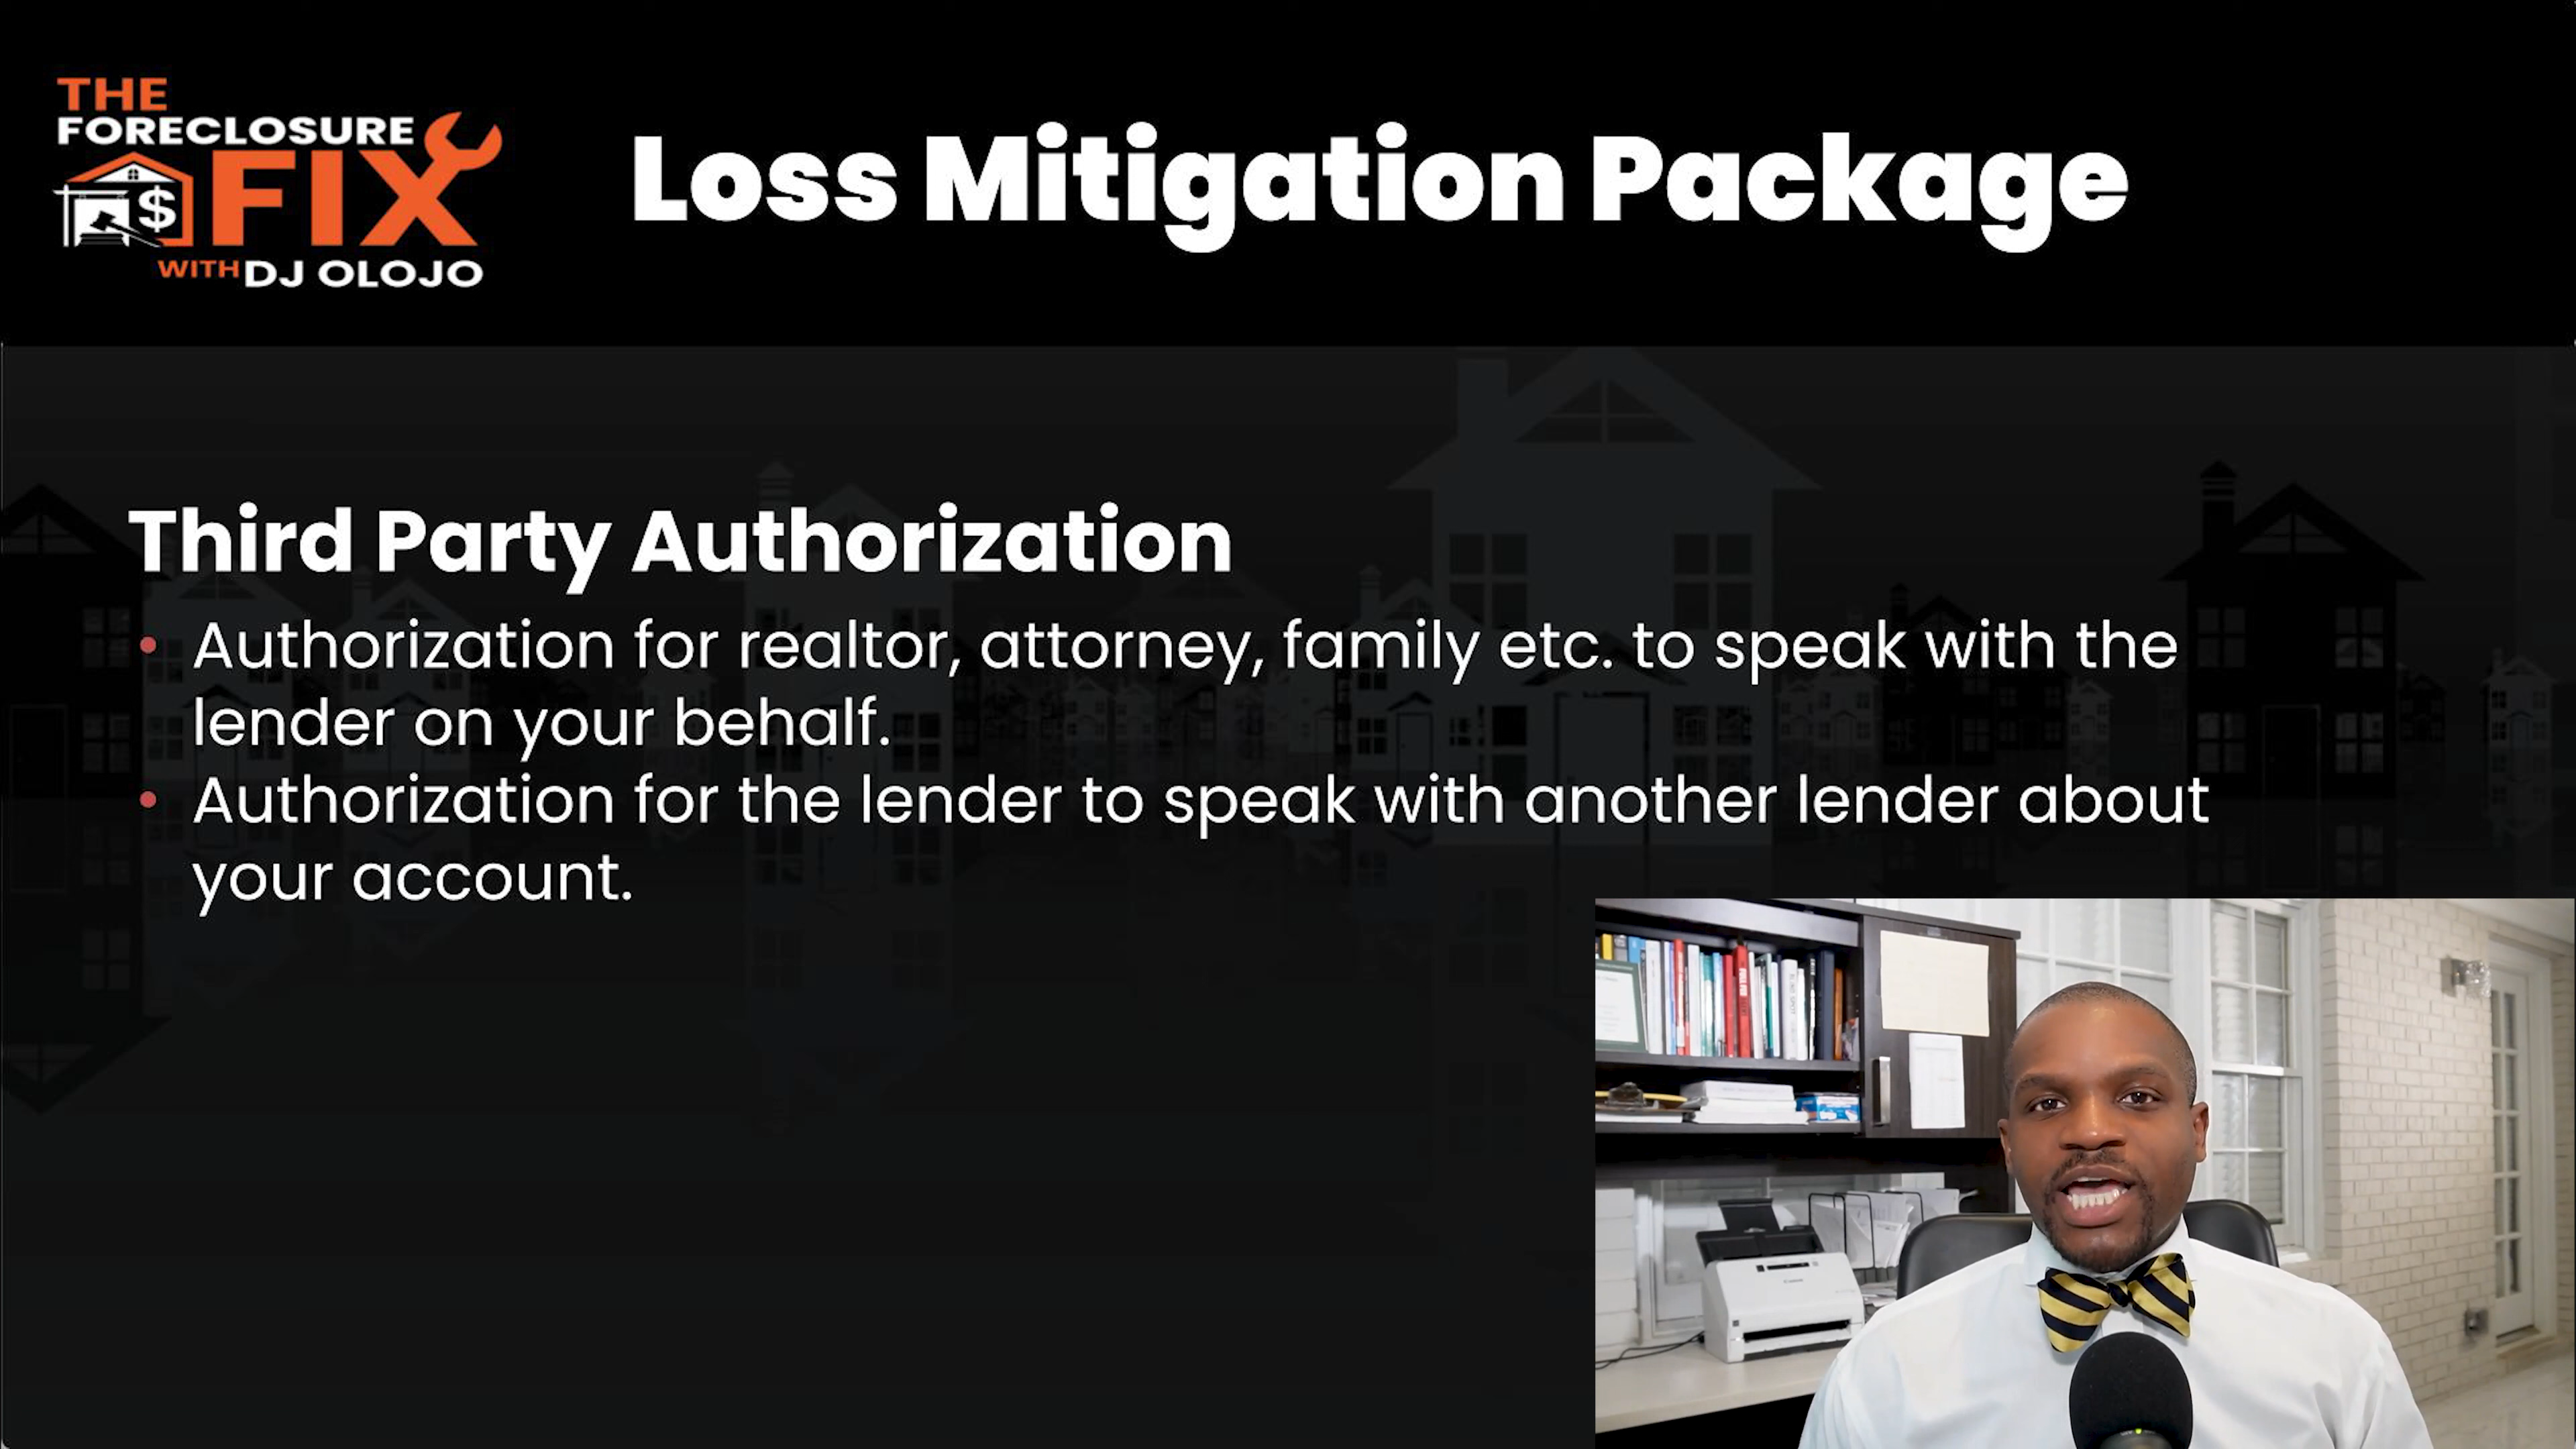 THE
FORECLOSURE
FIX
WITH DJ OLOJO
Loss Mitigation Package
Third Party Authorization
• Authorization for realtor, attorney, family etc. to speak with the
lender on your behalf.
• Authorization for the lender to speak with another lender about
your account.